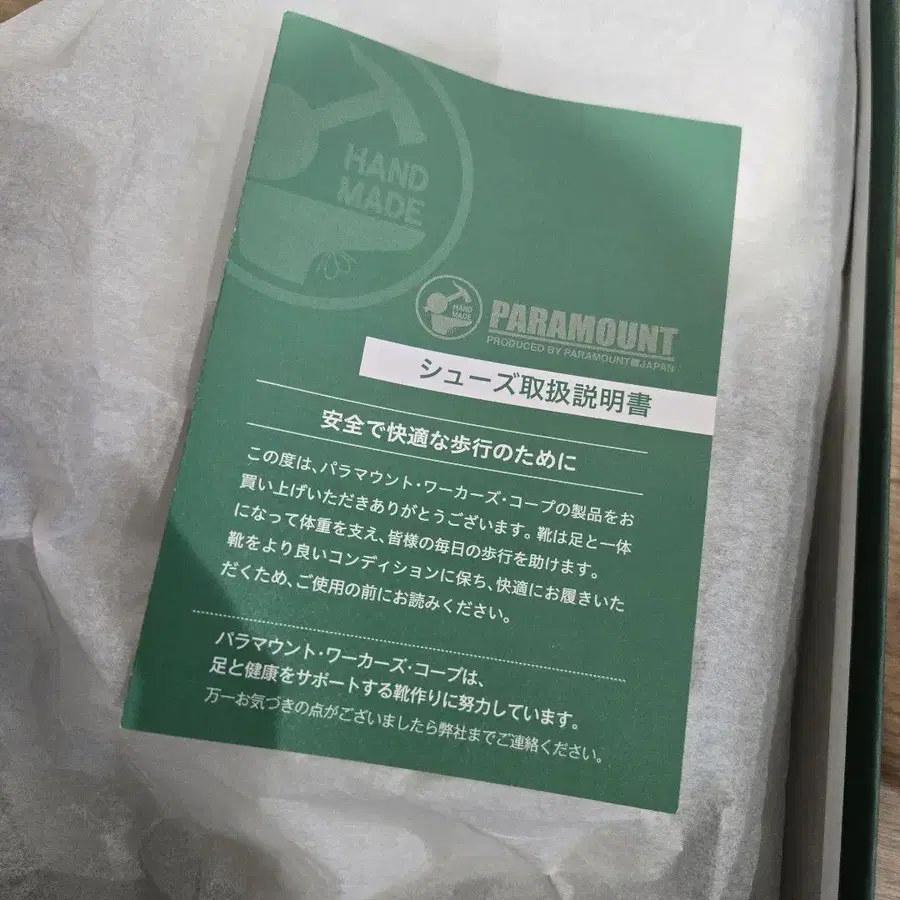 HAND
MADE
HAND
MADE
PARAMOUNT
PRODUCED BY PARAMOUNT JAPAN
シューズ取扱説明書
安全で快適な歩行のために
この度は、パラマウント・ワーカーズ・コープの製品をお
買い上げいただきありがとうございます。靴は足と一体
になって体重を支え、皆様の毎日の歩行を助けます。
靴をより良いコンディションに保ち、快適にお履きいた
だくため、ご使用の前にお読みください。
パラマウント・ワーカーズ・コープは、
足と健康をサポートする靴作りに努力しています。
万一お気づきの点がございましたら弊社までご連絡ください。